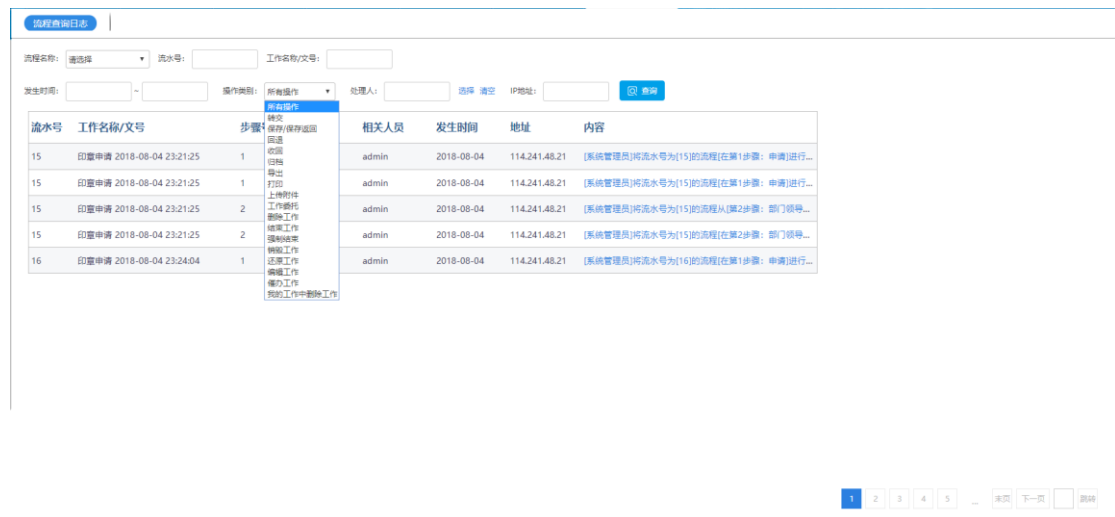 流程查询日志
流程名称: 请选择 流水号: 工作名称/文号:
发生时间: ~ 操作类别: 所有操作 处理人: 选择 清空 IP地址: 查询
所有操作
转交
保存/保存返回
回退
收回
归档
导出
打印
上传附件
工作委托
删除工作
结束工作
强制结束
销毁工作
还原工作
编辑工作
催办工作
我的工作中删除工作
流水号 工作名称/文号 步骤 相关人员 发生时间 地址 内容
15 印章申请 2018-08-04 23:21:25 1 admin 2018-08-04 114.241.48.21 [系统管理员]将流水号为[15]的流程[在第1步骤：申请]进行...
15 印章申请 2018-08-04 23:21:25 1 admin 2018-08-04 114.241.48.21 [系统管理员]将流水号为[15]的流程[在第1步骤：申请]进行...
15 印章申请 2018-08-04 23:21:25 2 admin 2018-08-04 114.241.48.21 [系统管理员]将流水号为[15]的流程从[第2步骤：部门领导...
15 印章申请 2018-08-04 23:21:25 2 admin 2018-08-04 114.241.48.21 [系统管理员]将流水号为[15]的流程[在第2步骤：部门领导...
16 印章申请 2018-08-04 23:24:04 1 admin 2018-08-04 114.241.48.21 [系统管理员]将流水号为[16]的流程[在第1步骤：申请]进行...
1 2 3 4 5 ... 末页 下一页 跳转